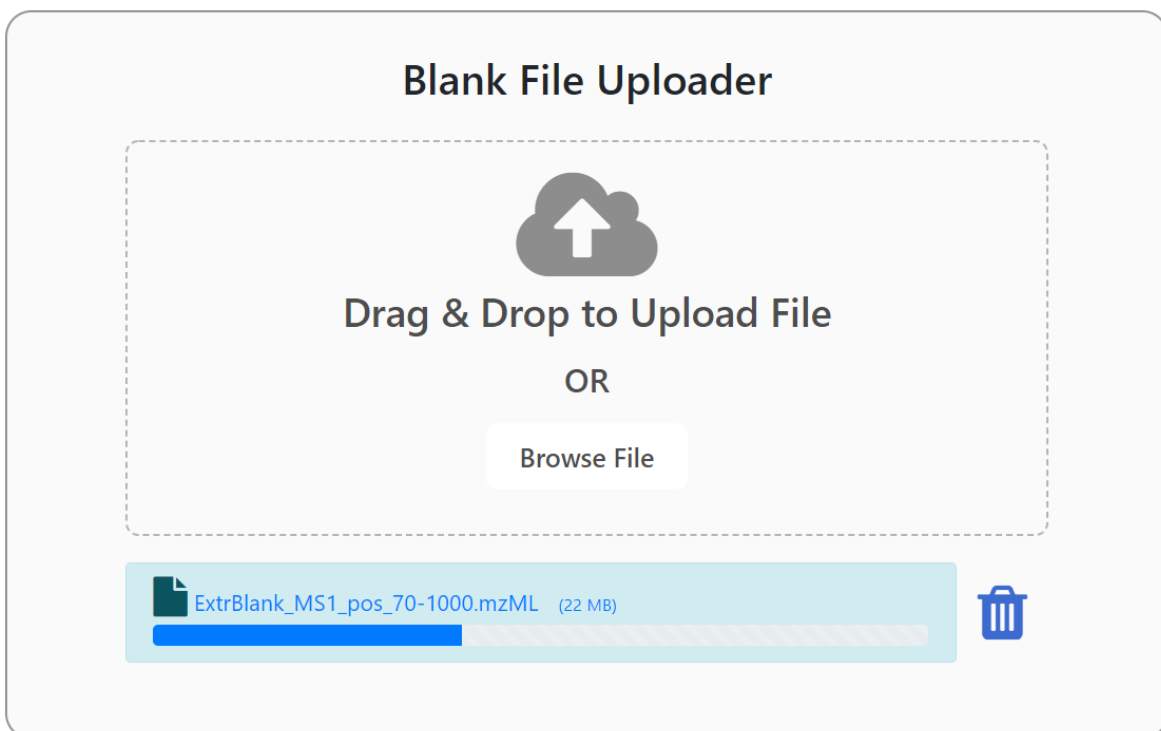 Blank File Uploader
Drag & Drop to Upload File
OR
Browse File
ExtrBlank_MS1_pos_70-1000.mzML (22 MB)